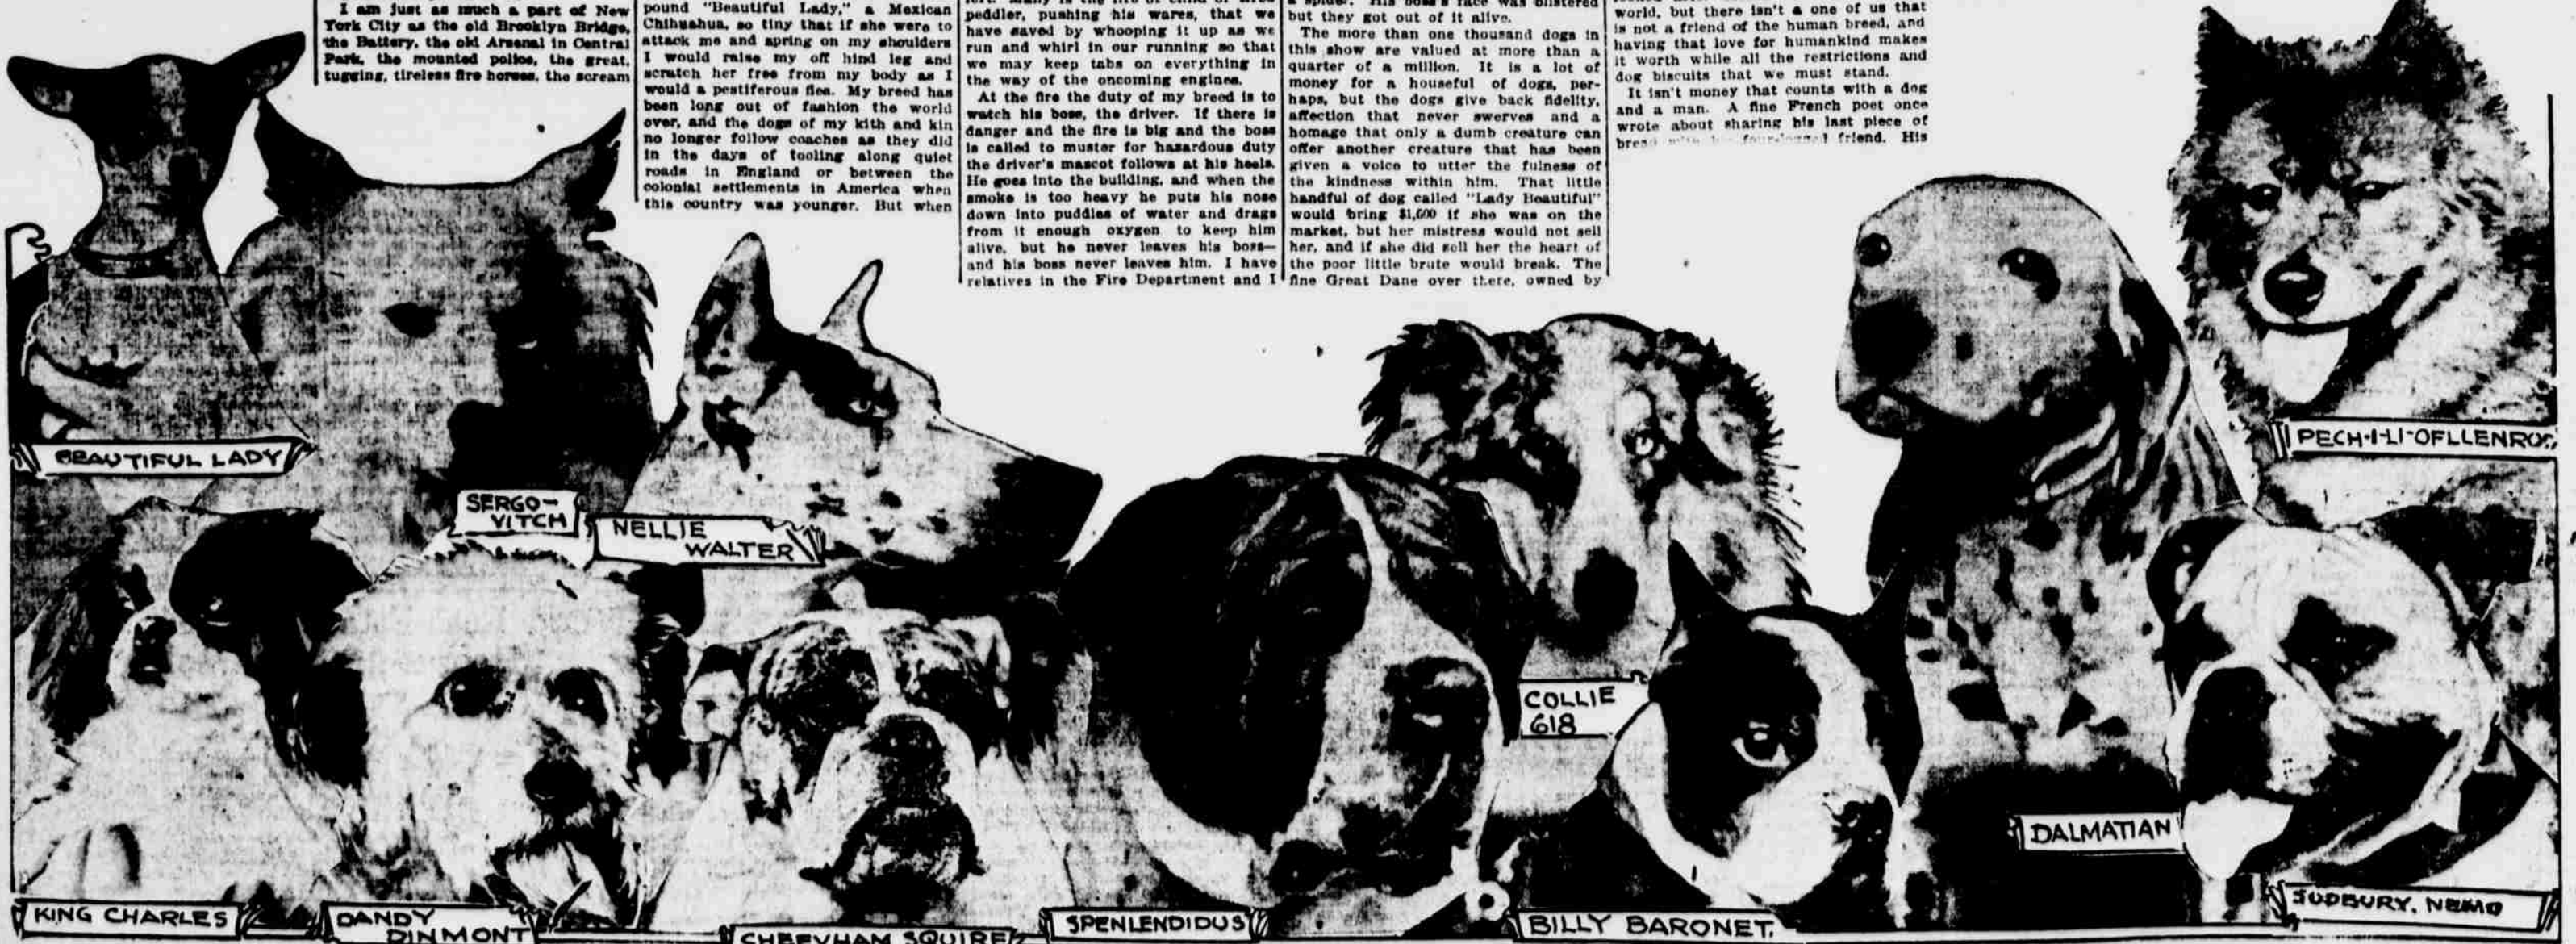 I am just as much a part of New
York City as the old Brooklyn Bridge,
the Battery, the old Arsenal in Central
Park, the mounted police, the great,
tugging, tireless fire horses, the scream
pound "Beautiful Lady," a Mexican
Chihuahua, so tiny that if she were to
attack me and spring on my shoulders
I would raise my off hind leg and
scratch her free from my body as I
would a pestiferous flea. My breed has
been long out of fashion the world
over, and the dogs of my kith and kin
no longer follow coaches as they did
in the days of tooling along quiet
roads in England or between the
colonial settlements in America when
this country was younger. But when
peddler, pushing his wares, that we
have saved by whooping it up as we
run and whirl in our running so that
we may keep tabs on everything in
the way of the oncoming engines.
At the fire the duty of my breed is to
watch his boss, the driver. If there is
danger and the fire is big and the boss
is called to muster for hazardous duty
the driver's mascot follows at his heels.
He goes into the building, and when the
smoke is too heavy he puts his nose
down into puddles of water and drags
from it enough oxygen to keep him
alive, but he never leaves his boss—
and his boss never leaves him. I have
relatives in the Fire Department and I
a spider. His boss's face was blistered
but they got out of it alive.
The more than one thousand dogs in
this show are valued at more than a
quarter of a million. It is a lot of
money for a houseful of dogs, per-
haps, but the dogs give back fidelity,
affection that never swerves and a
homage that only a dumb creature can
offer another creature that has been
given a voice to utter the fulness of
the kindness within him. That little
handful of dog called "Lady Beautiful"
would bring $1,600 if she was on the
market, but her mistress would not sell
her, and if she did sell her the heart of
the poor little brute would break. The
fine Great Dane over there, owned by
world, but there isn't a one of us that
is not a friend of the human breed, and
having that love for humankind makes
it worth while all the restrictions and
dog biscuits that we must stand.
It isn't money that counts with a dog
and a man. A fine French poet once
wrote about sharing his last piece of
friend. His
BEAUTIFUL LADY
SERGO-
VITCH
NELLIE
WALTER
PECH-I-LI-OFLLENROC
COLLIE
618
DALMATIAN
KING CHARLES
DANDY
DINMONT
CHEEVHAM SQUIRE
SPENLENDIDUS
BILLY BARONET.
SUDBURY. NEMO